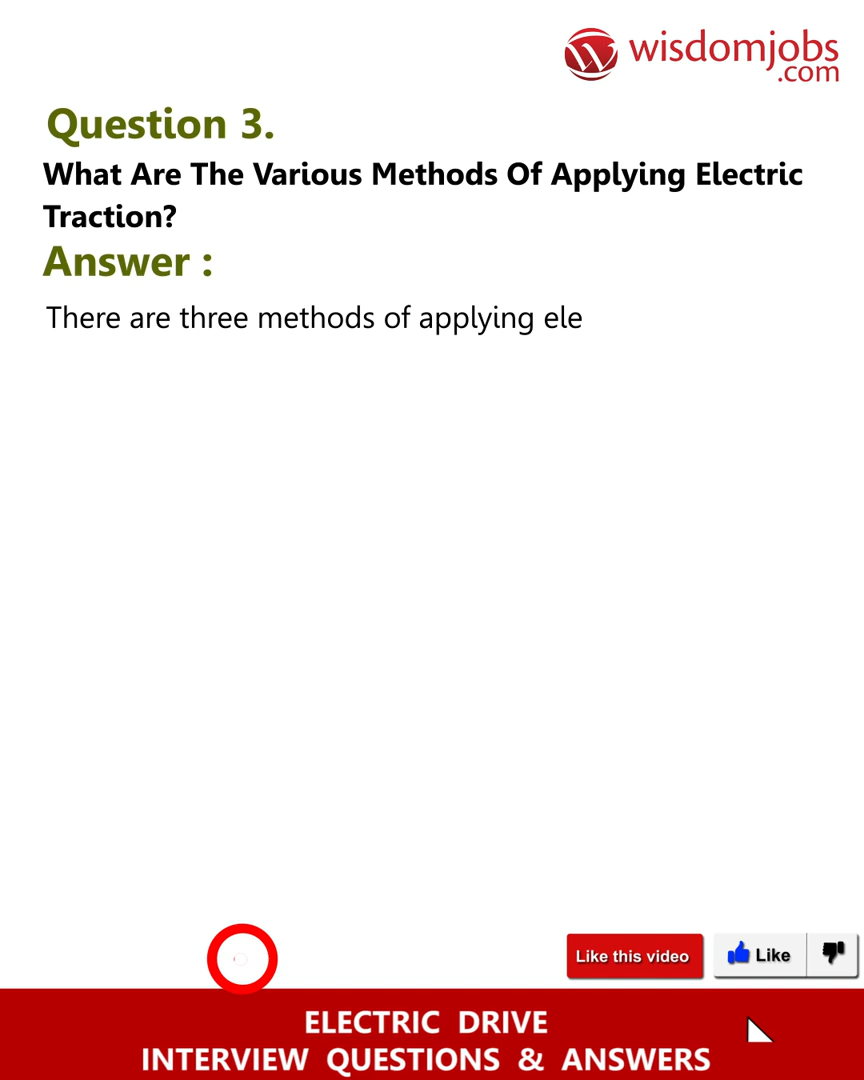 wisdomjobs
.com
Question 3.
What Are The Various Methods Of Applying Electric
Traction?
Answer :
There are three methods of applying ele
Like this video
Like
ELECTRIC DRIVE
INTERVIEW QUESTIONS & ANSWERS